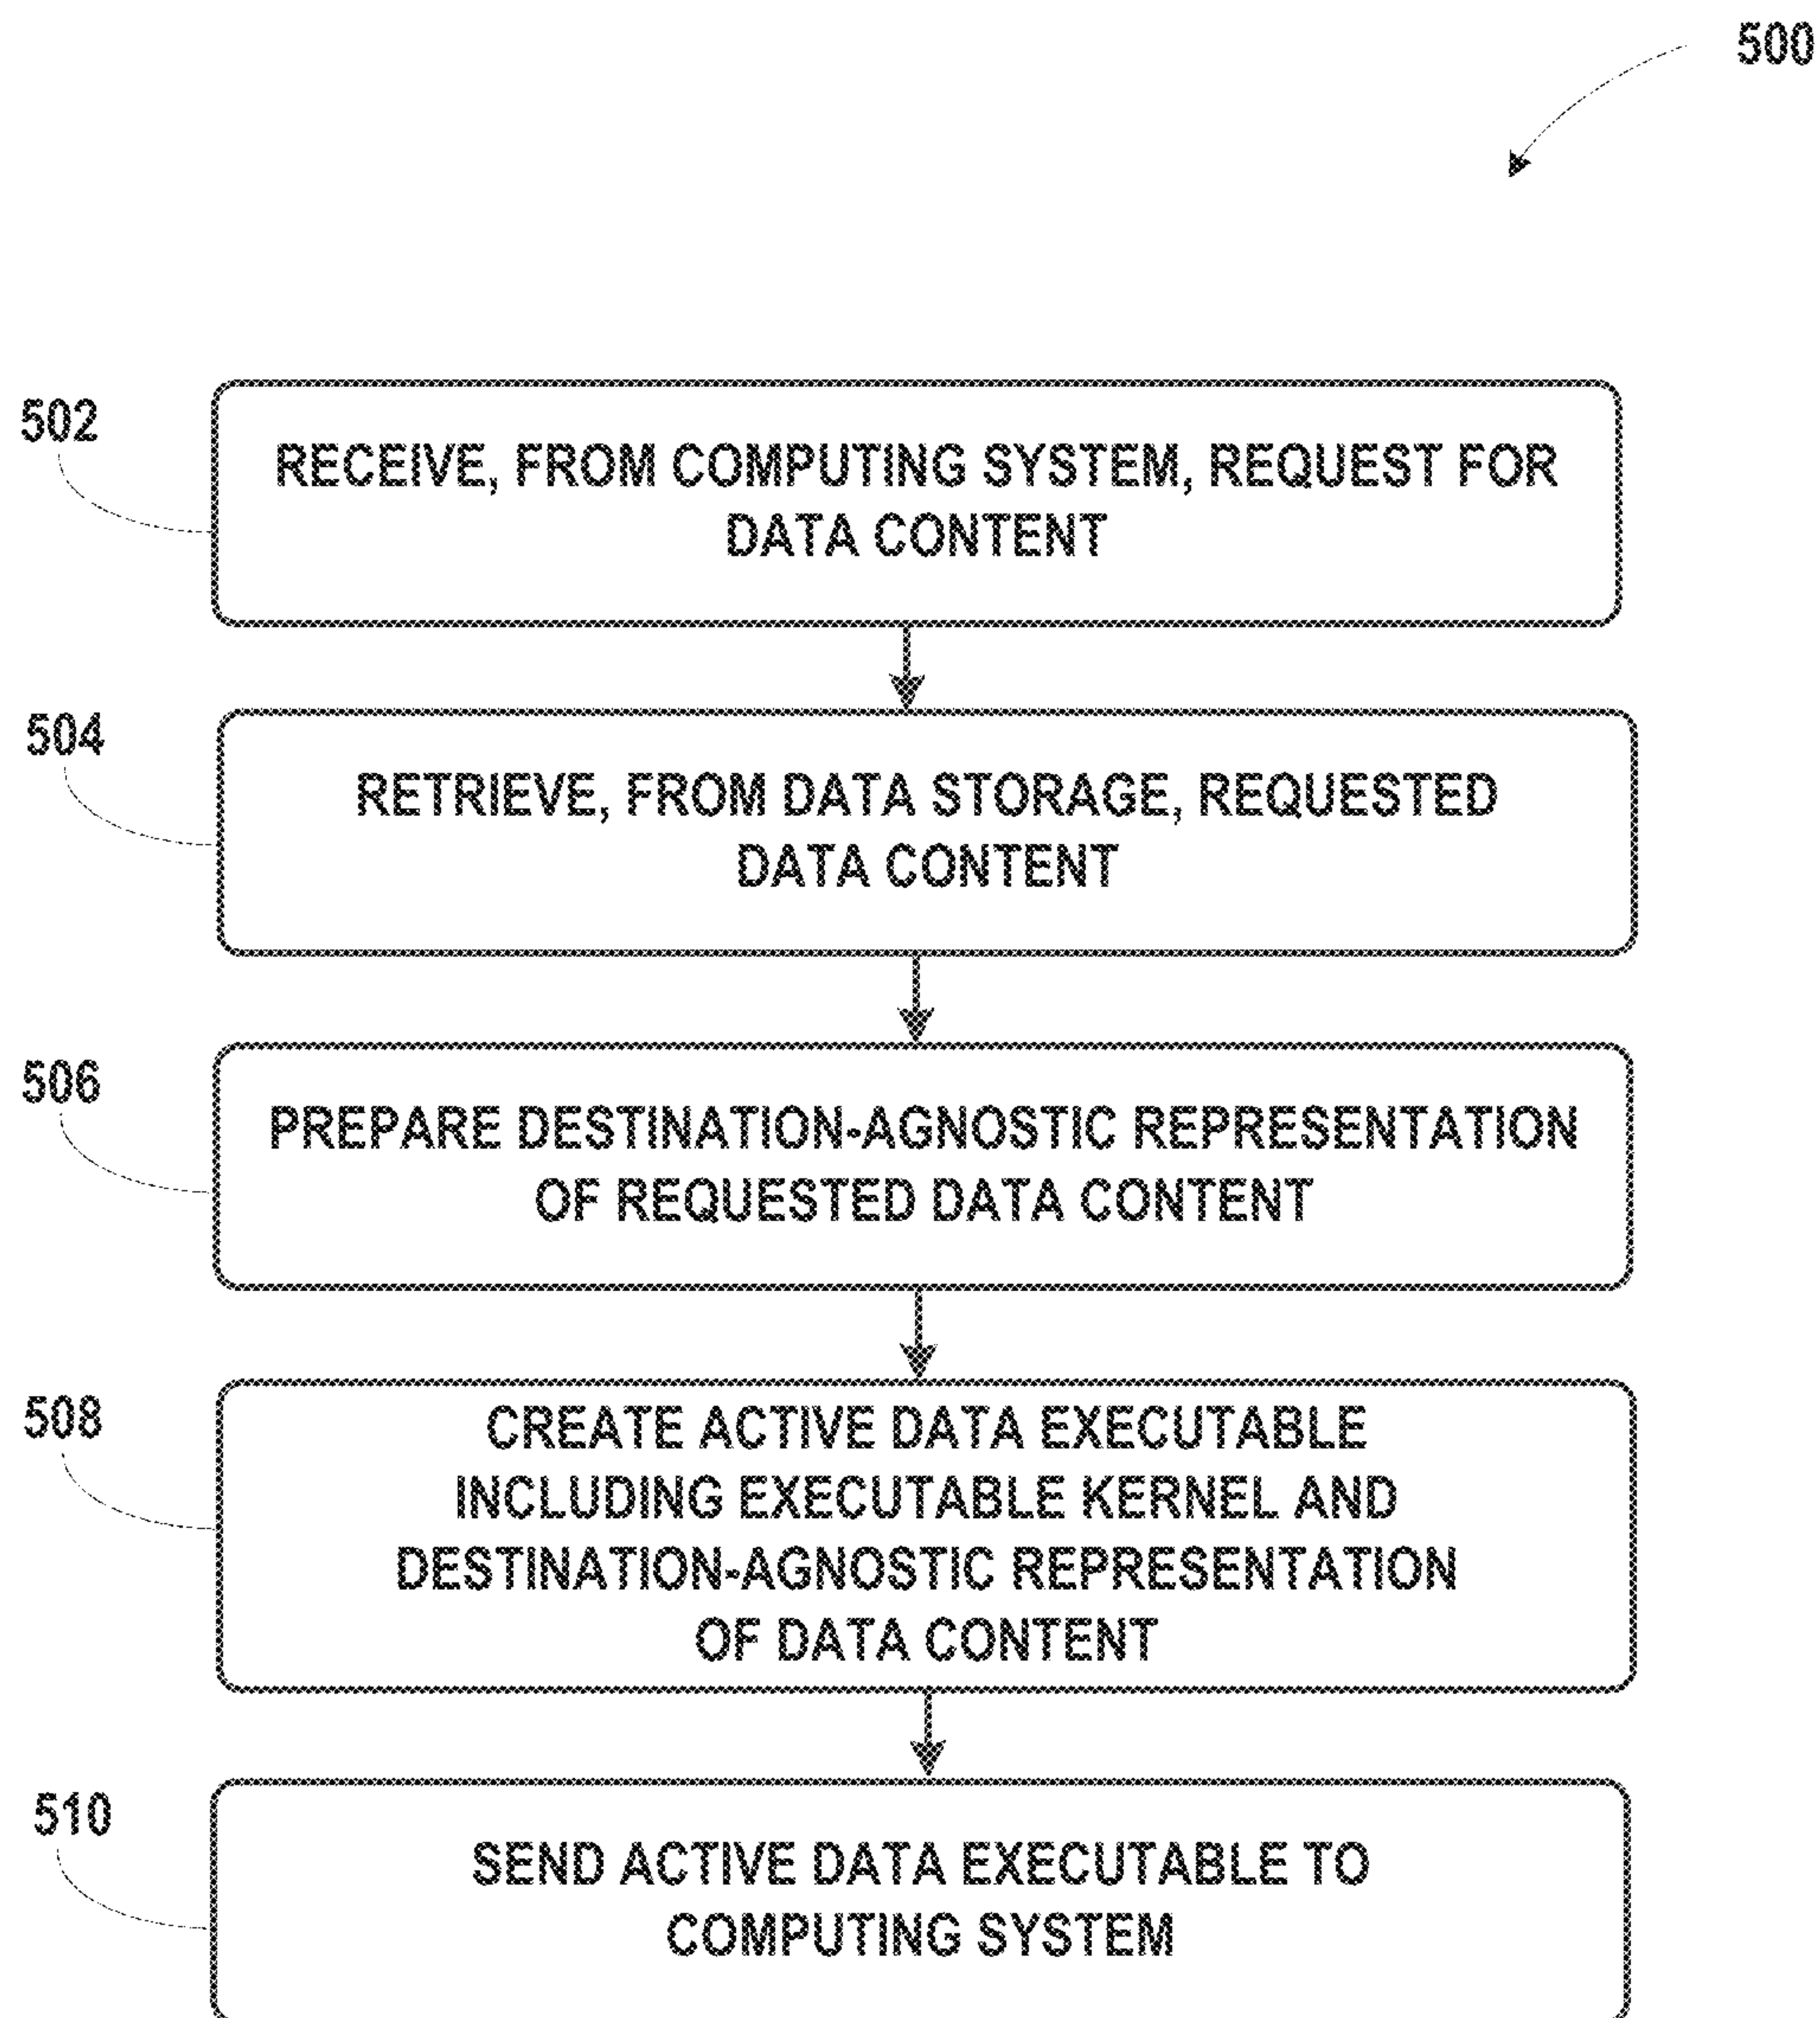 500
502
RECEIVE, FROM COMPUTING SYSTEM, REQUEST FOR
DATA CONTENT
504
RETRIEVE, FROM DATA STORAGE, REQUESTED
DATA CONTENT
506
PREPARE DESTINATION-AGNOSTIC REPRESENTATION
OF REQUESTED DATA CONTENT
508
CREATE ACTIVE DATA EXECUTABLE
INCLUDING EXECUTABLE KERNEL AND
DESTINATION-AGNOSTIC REPRESENTATION
OF DATA CONTENT
510
SEND ACTIVE DATA EXECUTABLE TO
COMPUTING SYSTEM